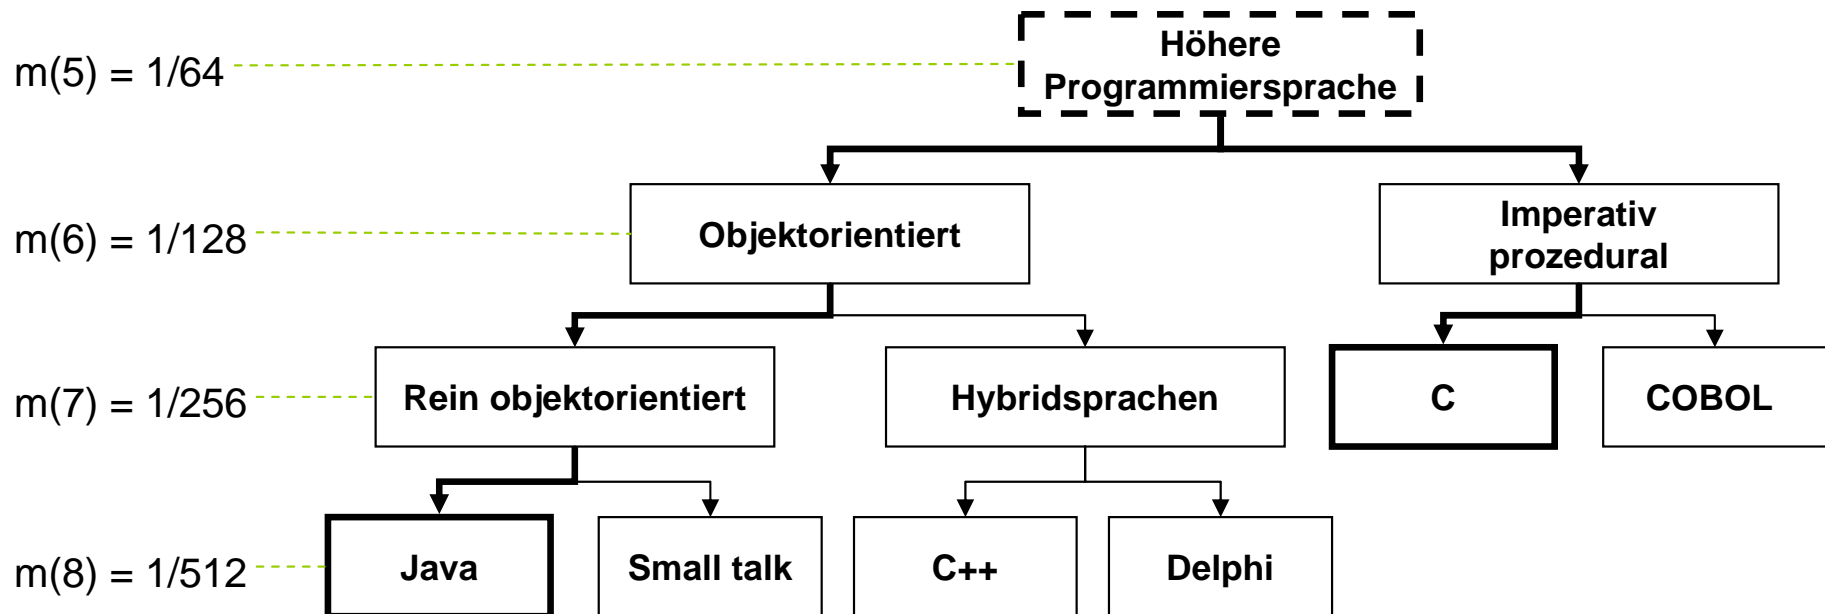 m(5) = 1/64
Höhere
Programmiersprache
m(6) = 1/128
Objektorientiert
Imperativ
prozedural
m(7) = 1/256
Rein objektorientiert
Hybridsprachen
C
COBOL
m(8) = 1/512
Java
Small talk
C++
Delphi